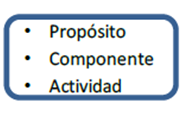 • Propósito
• Componente
• Actividad